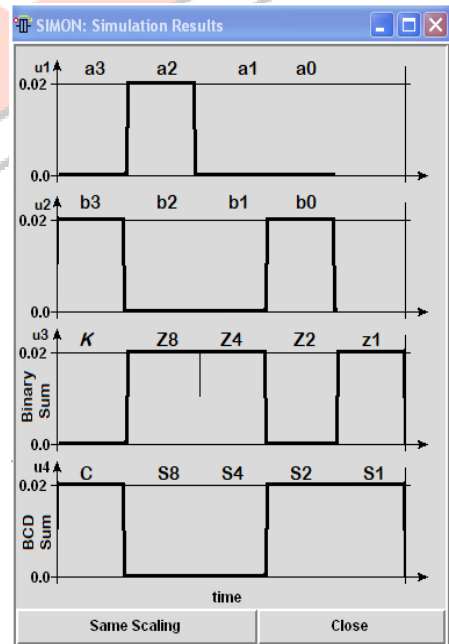 SIMON: Simulation Results
u1 a3 a2 a1 a0
0.02
0.0
u2 b3 b2 b1 b0
0.02
0.0
u3 K Z8 Z4 Z2 z1
0.02
Binary
Sum
0.0
u4 C S8 S4 S2 S1
0.02
BCD
Sum
0.0
time
Same Scaling Close